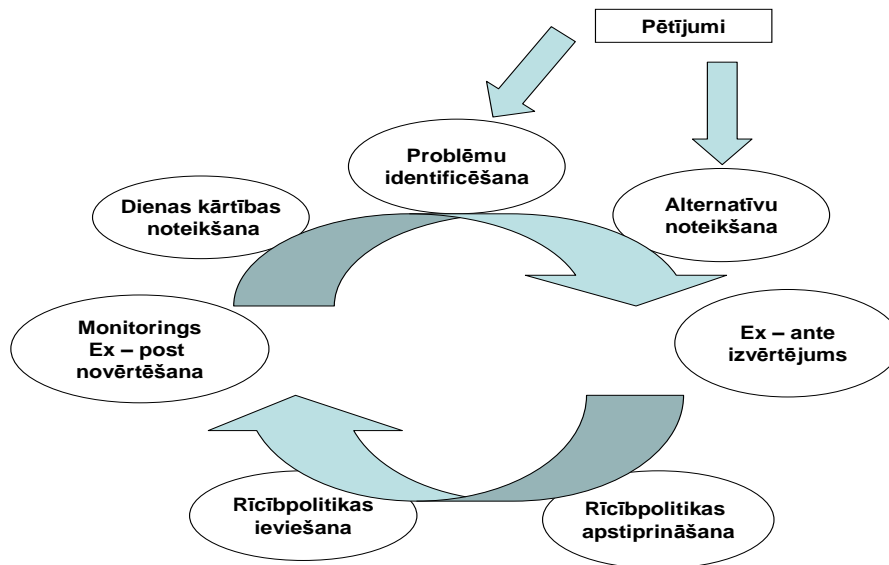 Pētījumi
Problēmu
identificēšana
Dienas kārtības
noteikšana
Alternatīvu
noteikšana
Monitorings
Ex – post
novērtēšana
Ex – ante
izvērtējums
Rīcībpolitikas
ieviešana
Rīcībpolitikas
apstiprināšana